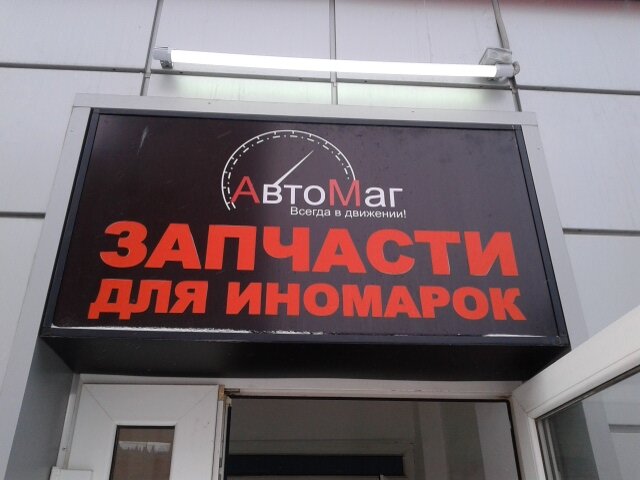 АвтоМаг
Всегда в движении!
ЗАПЧАСТИ
ДЛЯ ИНОМАРОК